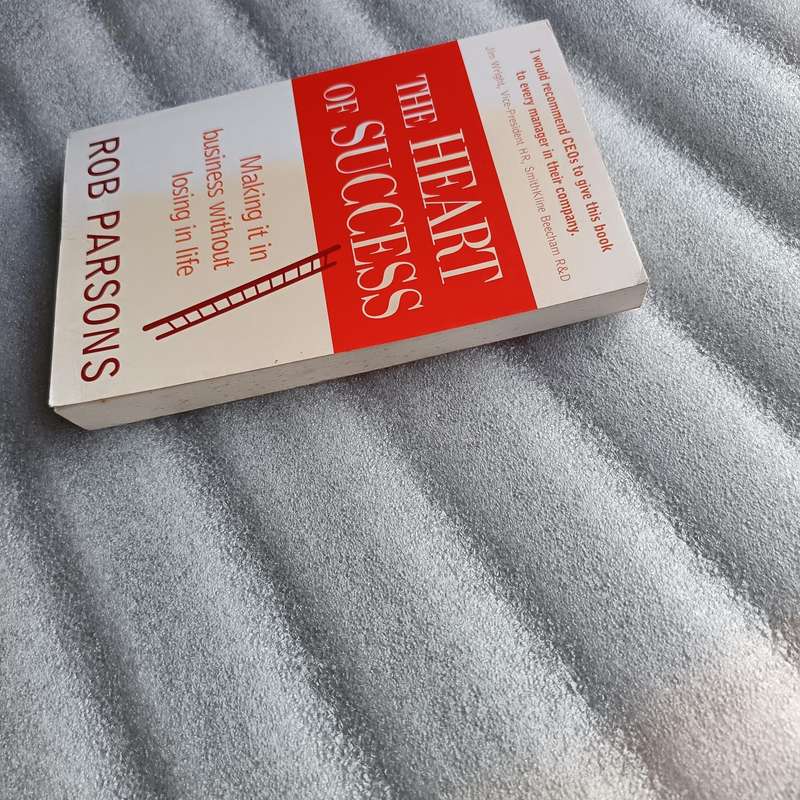 I would recommend CEOs to give this book
to every manager in their company.
Jim Wright, Vice-President HR, SmithKline Beecham R&D
THE HEART
OF SUCCESS
Making it in
business without
losing in life
ROB PARSONS